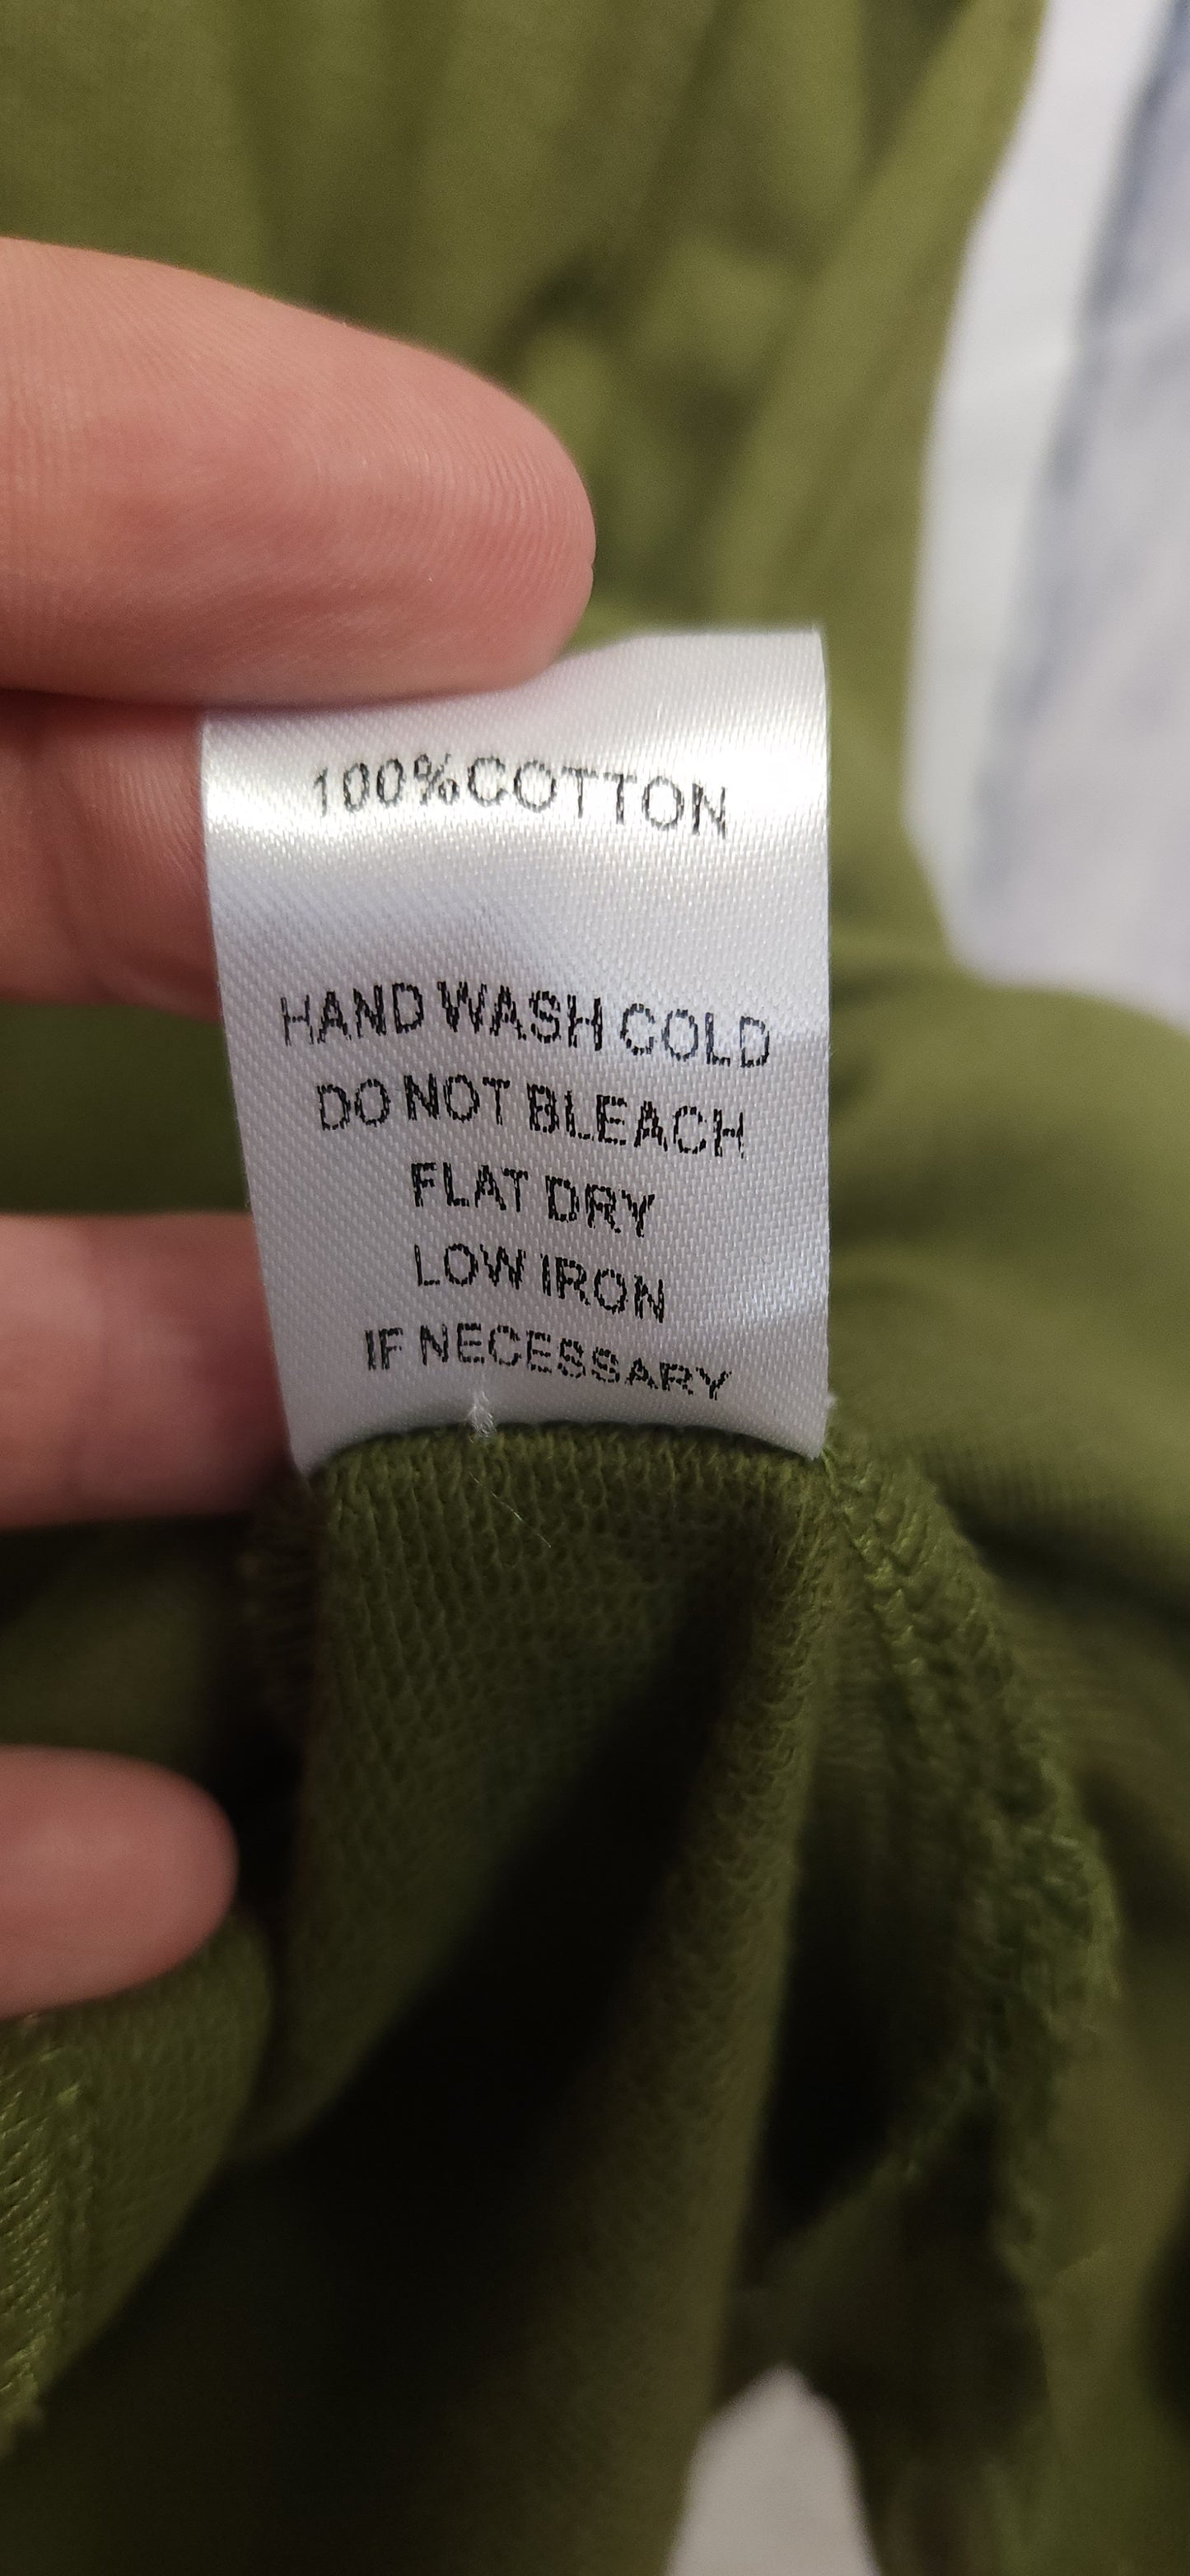 100%COTTON
HAND WASH COLD
DO NOT BLEACH
FLAT DRY
LOW IRON
IF NECESSARY